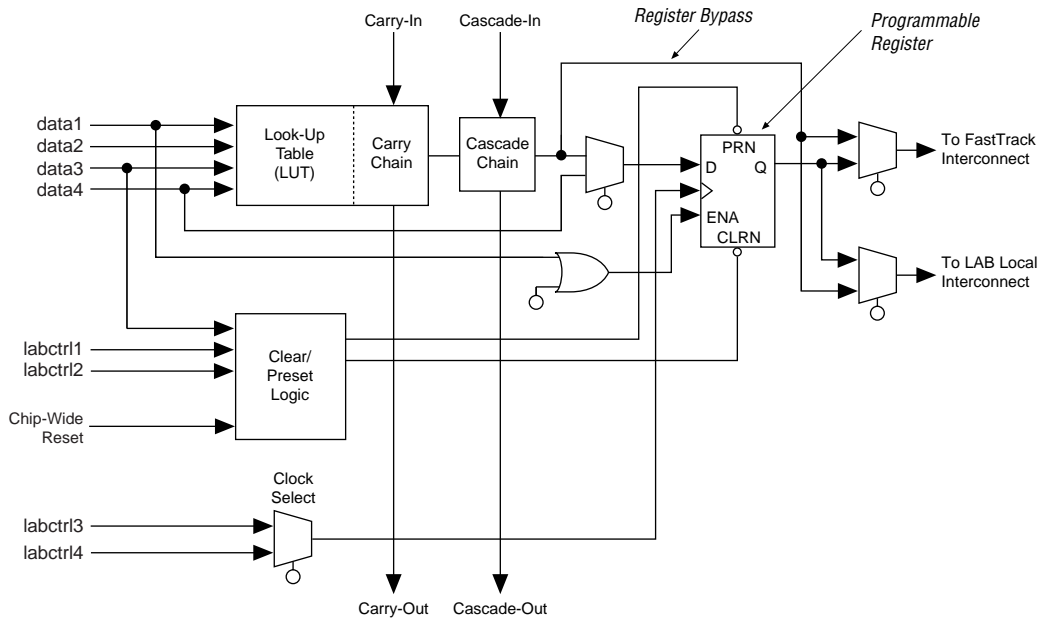 Carry-In
Cascade-In
Register Bypass
Programmable
Register
data1
data2
data3
data4
Look-Up
Table
(LUT)
Carry
Chain
Cascade
Chain
PRN
D
Q
ENA
CLRN
To FastTrack
Interconnect
To LAB Local
Interconnect
labctrl1
labctrl2
Chip-Wide
Reset
Clear/
Preset
Logic
Clock
Select
labctrl3
labctrl4
Carry-Out
Cascade-Out